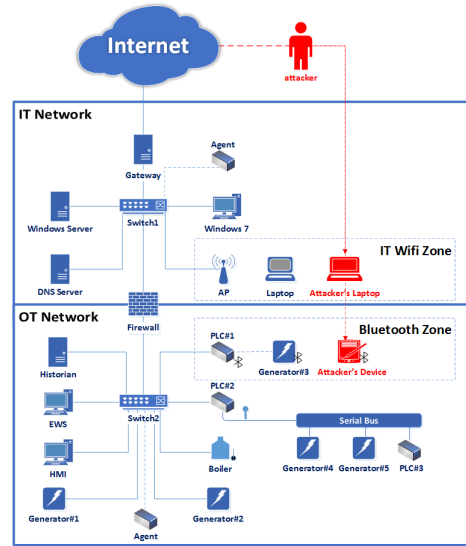 Internet
attacker
IT Network
Agent
Gateway
Windows Server
Switch1
Windows 7
IT Wifi Zone
DNS Server
AP
Laptop
Attacker's Laptop
Firewall
OT Network
Bluetooth Zone
PLC#1
Historian
Generator#3
Attacker's Device
PLC#2
EWS
Switch2
Serial Bus
HMI
Boiler
Generator#4
Generator#5
PLC#3
Generator#1
Agent
Generator#2